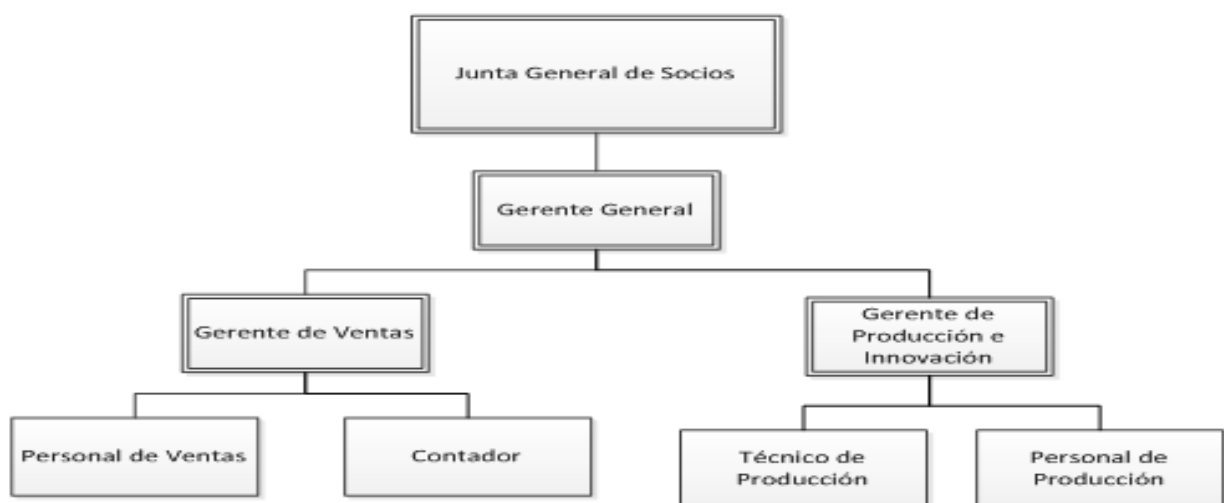 Junta General de Socios
Gerente General
Gerente de Ventas
Gerente de
Producción e
Innovación
Personal de Ventas
Contador
Técnico de
Producción
Personal de
Producción